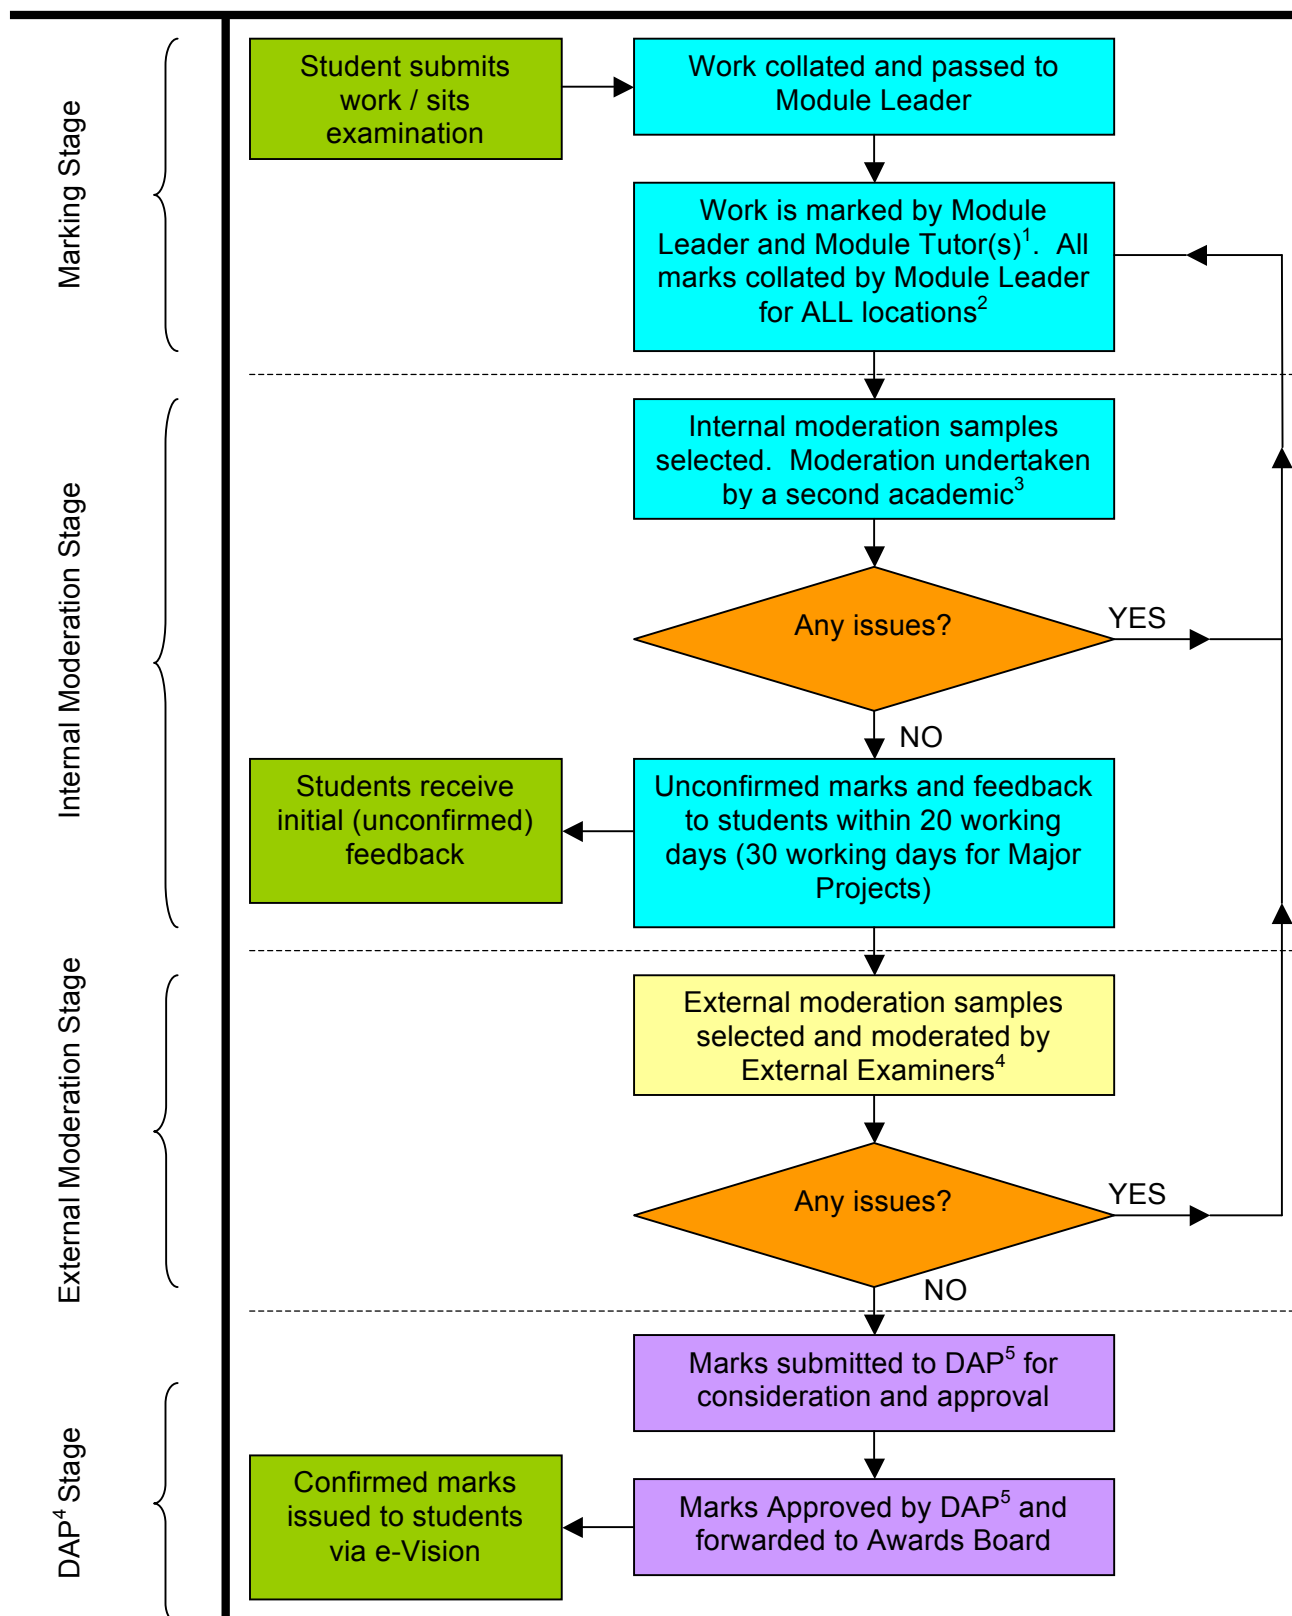 Marking Stage
Student submits
work / sits
examination
Work collated and passed to
Module Leader
Work is marked by Module
Leader and Module Tutor(s)1.  All
marks collated by Module Leader
for ALL locations2
Internal Moderation Stage
Internal moderation samples
selected.  Moderation undertaken
by a second academic3
Any issues?
YES
NO
Students receive
initial (unconfirmed)
feedback
Unconfirmed marks and feedback
to students within 20 working
days (30 working days for Major
Projects)
External Moderation Stage
External moderation samples
selected and moderated by
External Examiners4
Any issues?
YES
NO
DAP4 Stage
Marks submitted to DAP5 for
consideration and approval
Confirmed marks
issued to students
via e-Vision
Marks Approved by DAP5 and
forwarded to Awards Board